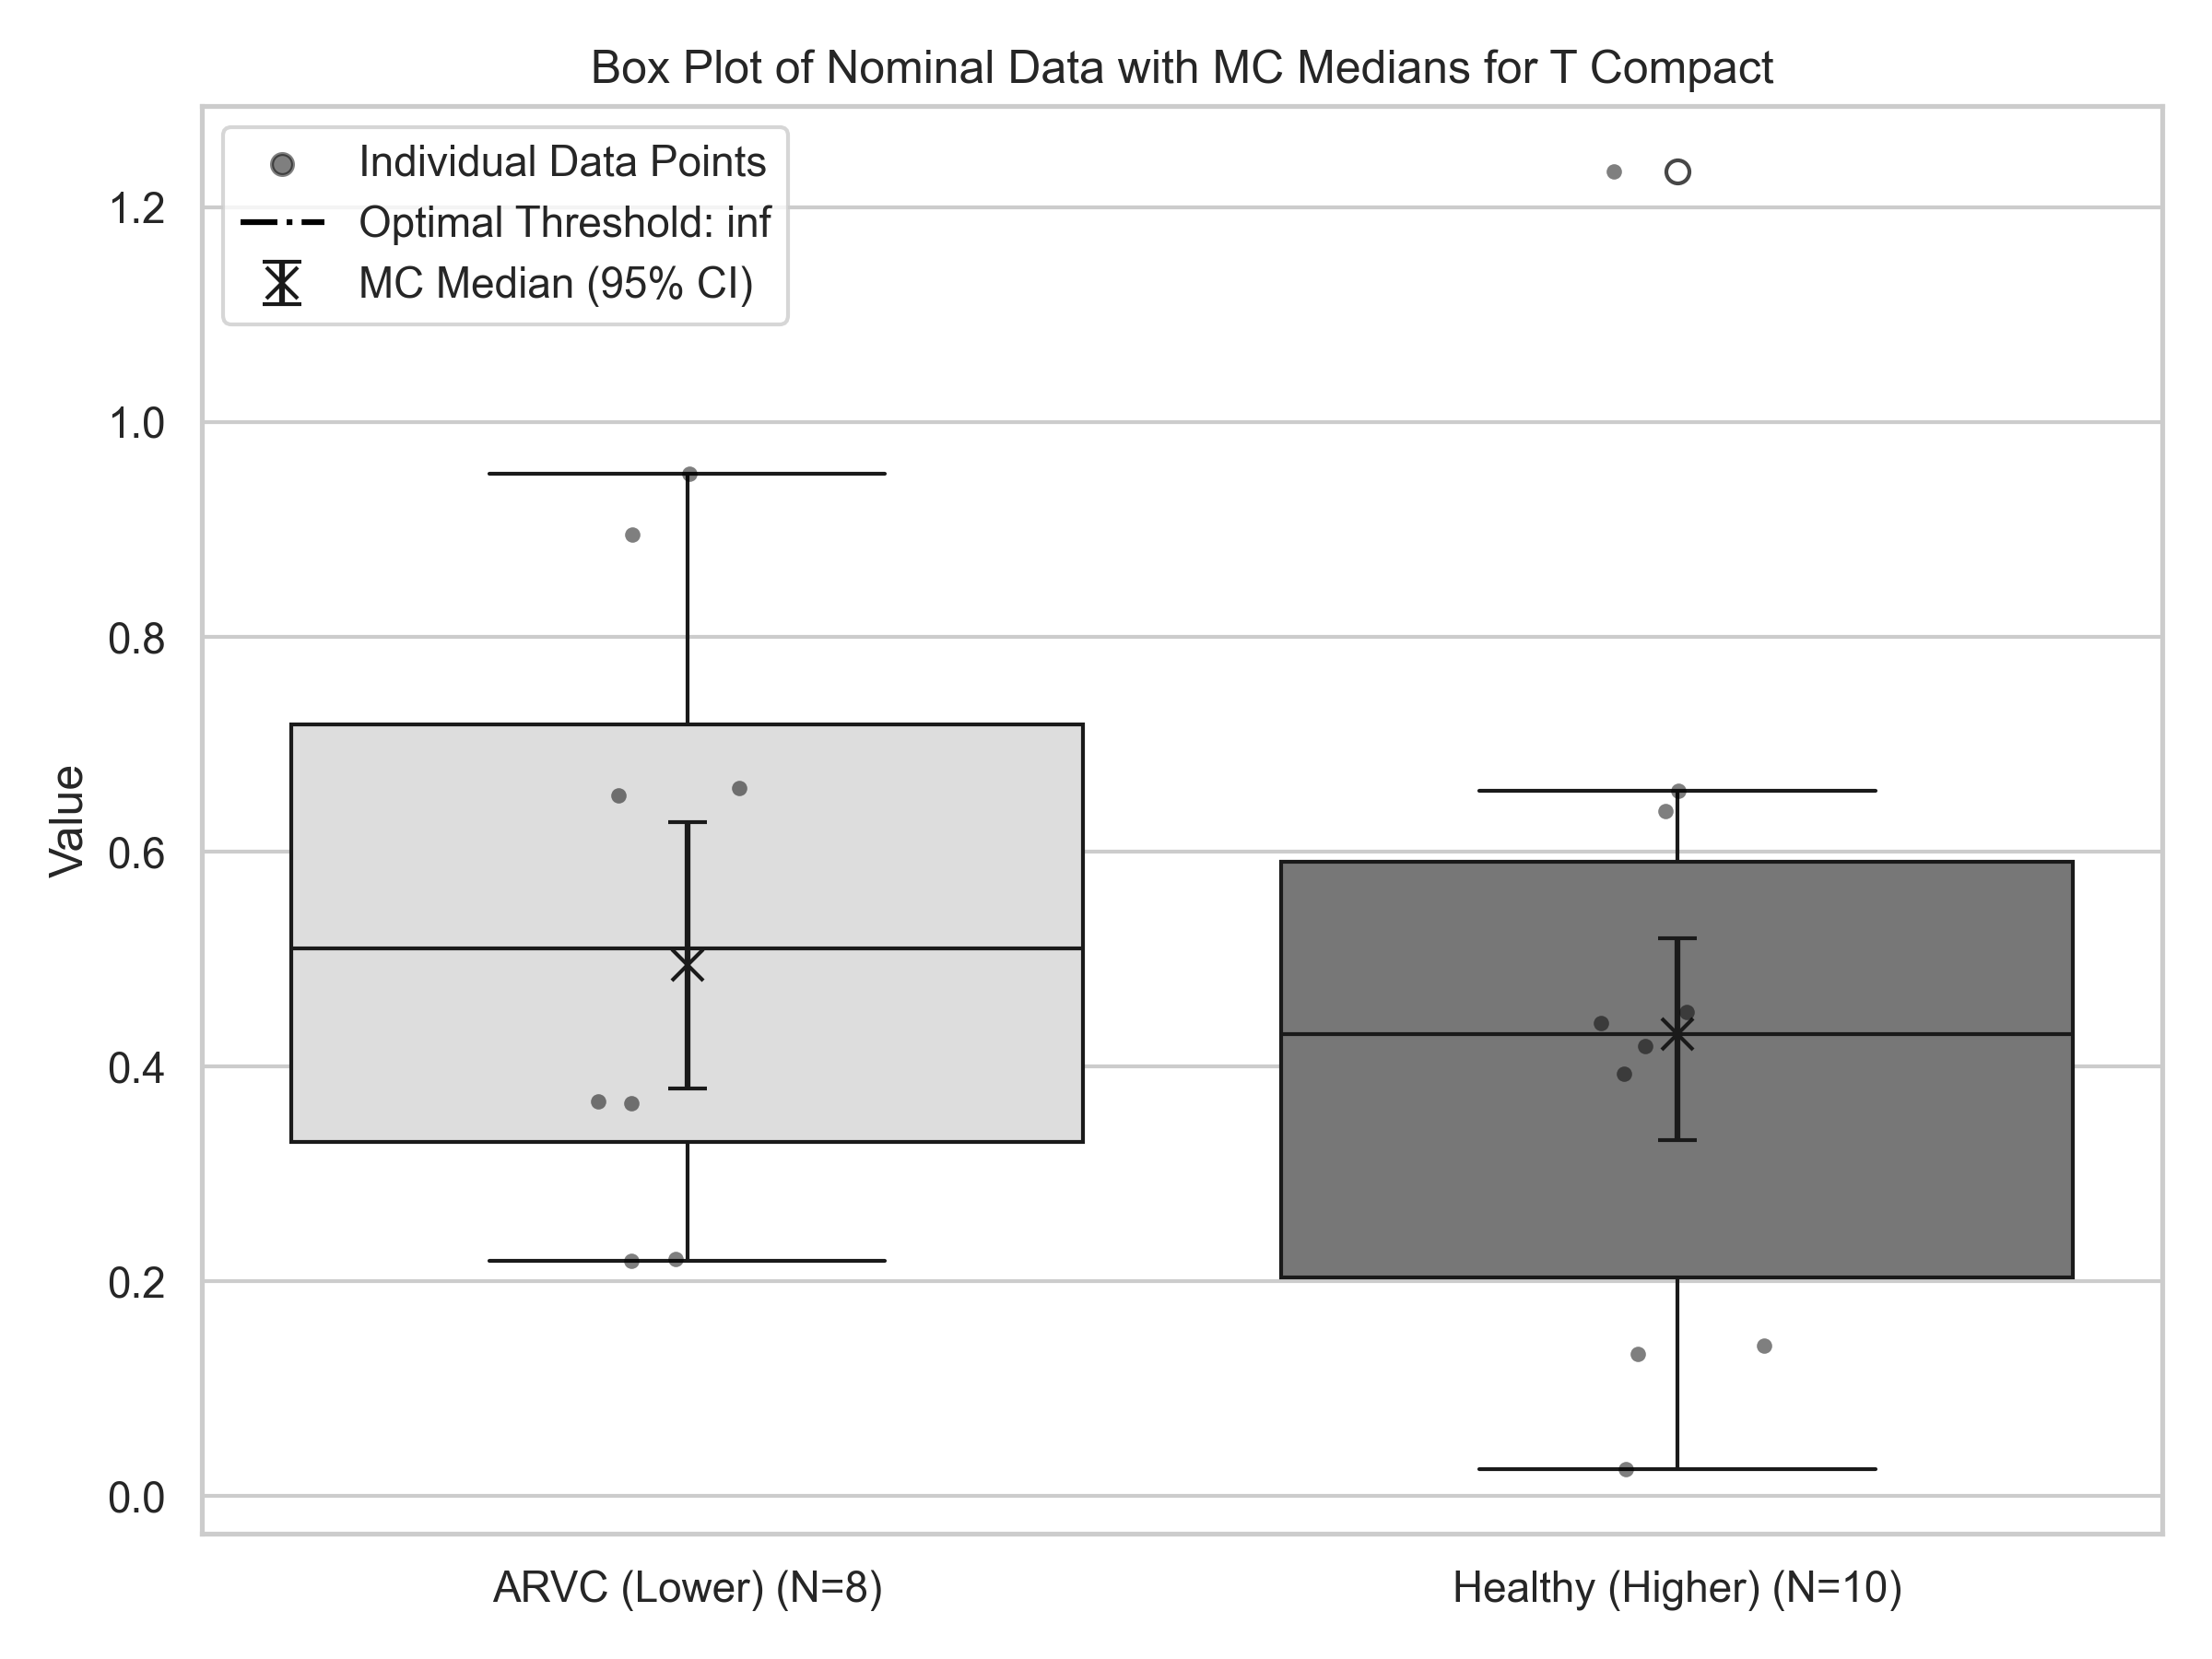 Box Plot of Nominal Data with MC Medians for T Compact
Individual Data Points
Optimal Threshold: inf
MC Median (95% CI)
1.2
1.0
0.8
0.6
0.4
0.2
0.0
Value
ARVC (Lower) (N=8)
Healthy (Higher) (N=10)